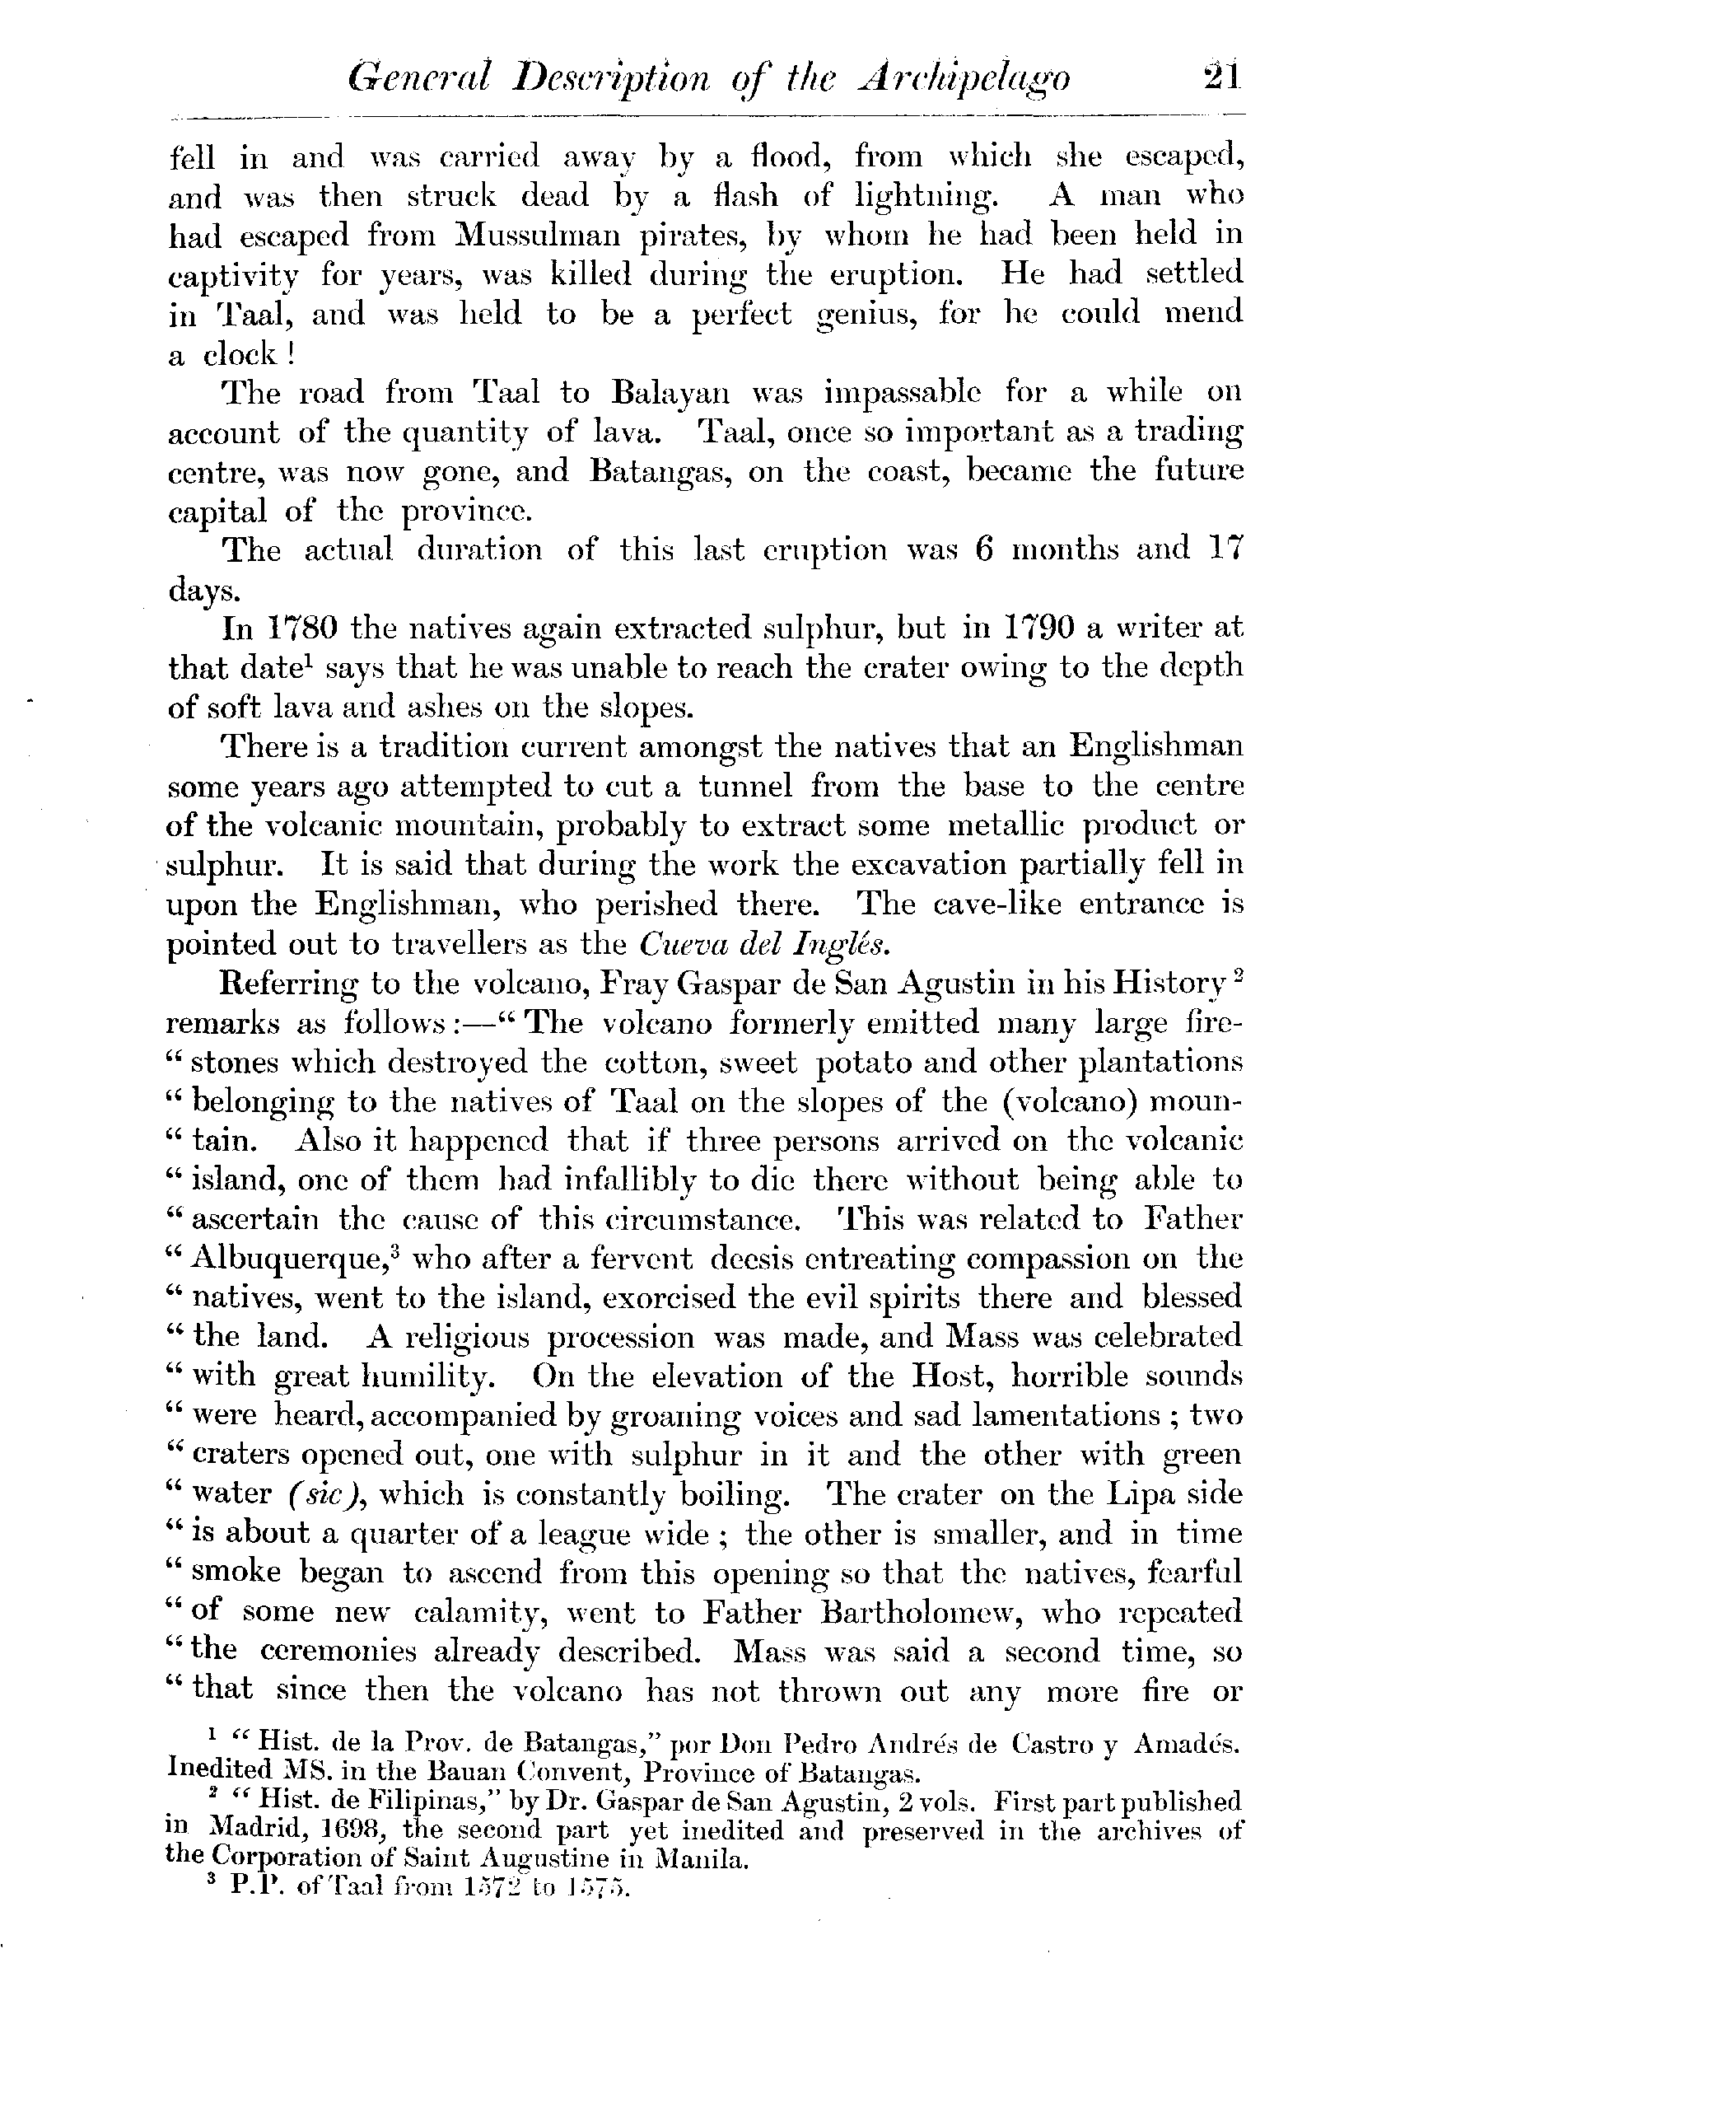 General Description of the Archipelago 21
fell in and was carried away by a flood, from which she escaped,
and was then struck dead by a flash of lightning. A man who
had escaped from Mussulman pirates, by whom he had been held in
captivity for years, was killed during the eruption. He had settled
in Taal, and was held to be a perfect genius, for he could mend
a clock !
The road from Taal to Balayan was impassable for a while on
account of the quantity of lava. Taal, once so important as a trading
centre, was now gone, and Batangas, on the coast, became the future
capital of the province.
The actual duration of this last eruption was 6 months and 17
days.
In 1780 the natives again extracted sulphur, but in 1790 a writer at
that date¹ says that he was unable to reach the crater owing to the depth
of soft lava and ashes on the slopes.
There is a tradition current amongst the natives that an Englishman
some years ago attempted to cut a tunnel from the base to the centre
of the volcanic mountain, probably to extract some metallic product or
sulphur. It is said that during the work the excavation partially fell in
upon the Englishman, who perished there. The cave-like entrance is
pointed out to travellers as the Cueva del Inglés.
Referring to the volcano, Fray Gaspar de San Agustin in his History ²
remarks as follows :—“ The volcano formerly emitted many large fire-
“ stones which destroyed the cotton, sweet potato and other plantations
“ belonging to the natives of Taal on the slopes of the (volcano) moun-
“ tain. Also it happened that if three persons arrived on the volcanic
“ island, one of them had infallibly to die there without being able to
“ ascertain the cause of this circumstance. This was related to Father
“ Albuquerque,³ who after a fervent deesis entreating compassion on the
“ natives, went to the island, exorcised the evil spirits there and blessed
“ the land. A religious procession was made, and Mass was celebrated
“ with great humility. On the elevation of the Host, horrible sounds
“ were heard, accompanied by groaning voices and sad lamentations ; two
“ craters opened out, one with sulphur in it and the other with green
“ water (sic), which is constantly boiling. The crater on the Lipa side
“ is about a quarter of a league wide ; the other is smaller, and in time
“ smoke began to ascend from this opening so that the natives, fearful
“ of some new calamity, went to Father Bartholomew, who repeated
“ the ceremonies already described. Mass was said a second time, so
“ that since then the volcano has not thrown out any more fire or
¹ “ Hist. de la Prov. de Batangas,” por Don Pedro Andrés de Castro y Amadés.
Inedited MS. in the Bauan Convent, Province of Batangas.
² “ Hist. de Filipinas,” by Dr. Gaspar de San Agustin, 2 vols. First part published
in Madrid, 1698, the second part yet inedited and preserved in the archives of
the Corporation of Saint Augustine in Manila.
³ P.P. of Taal from 1572 to 1575.